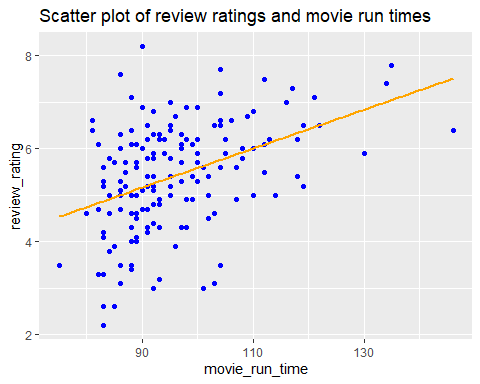 Scatter plot of review ratings and movie run times
review_rating
8
6
4
2
90
110
130
movie_run_time